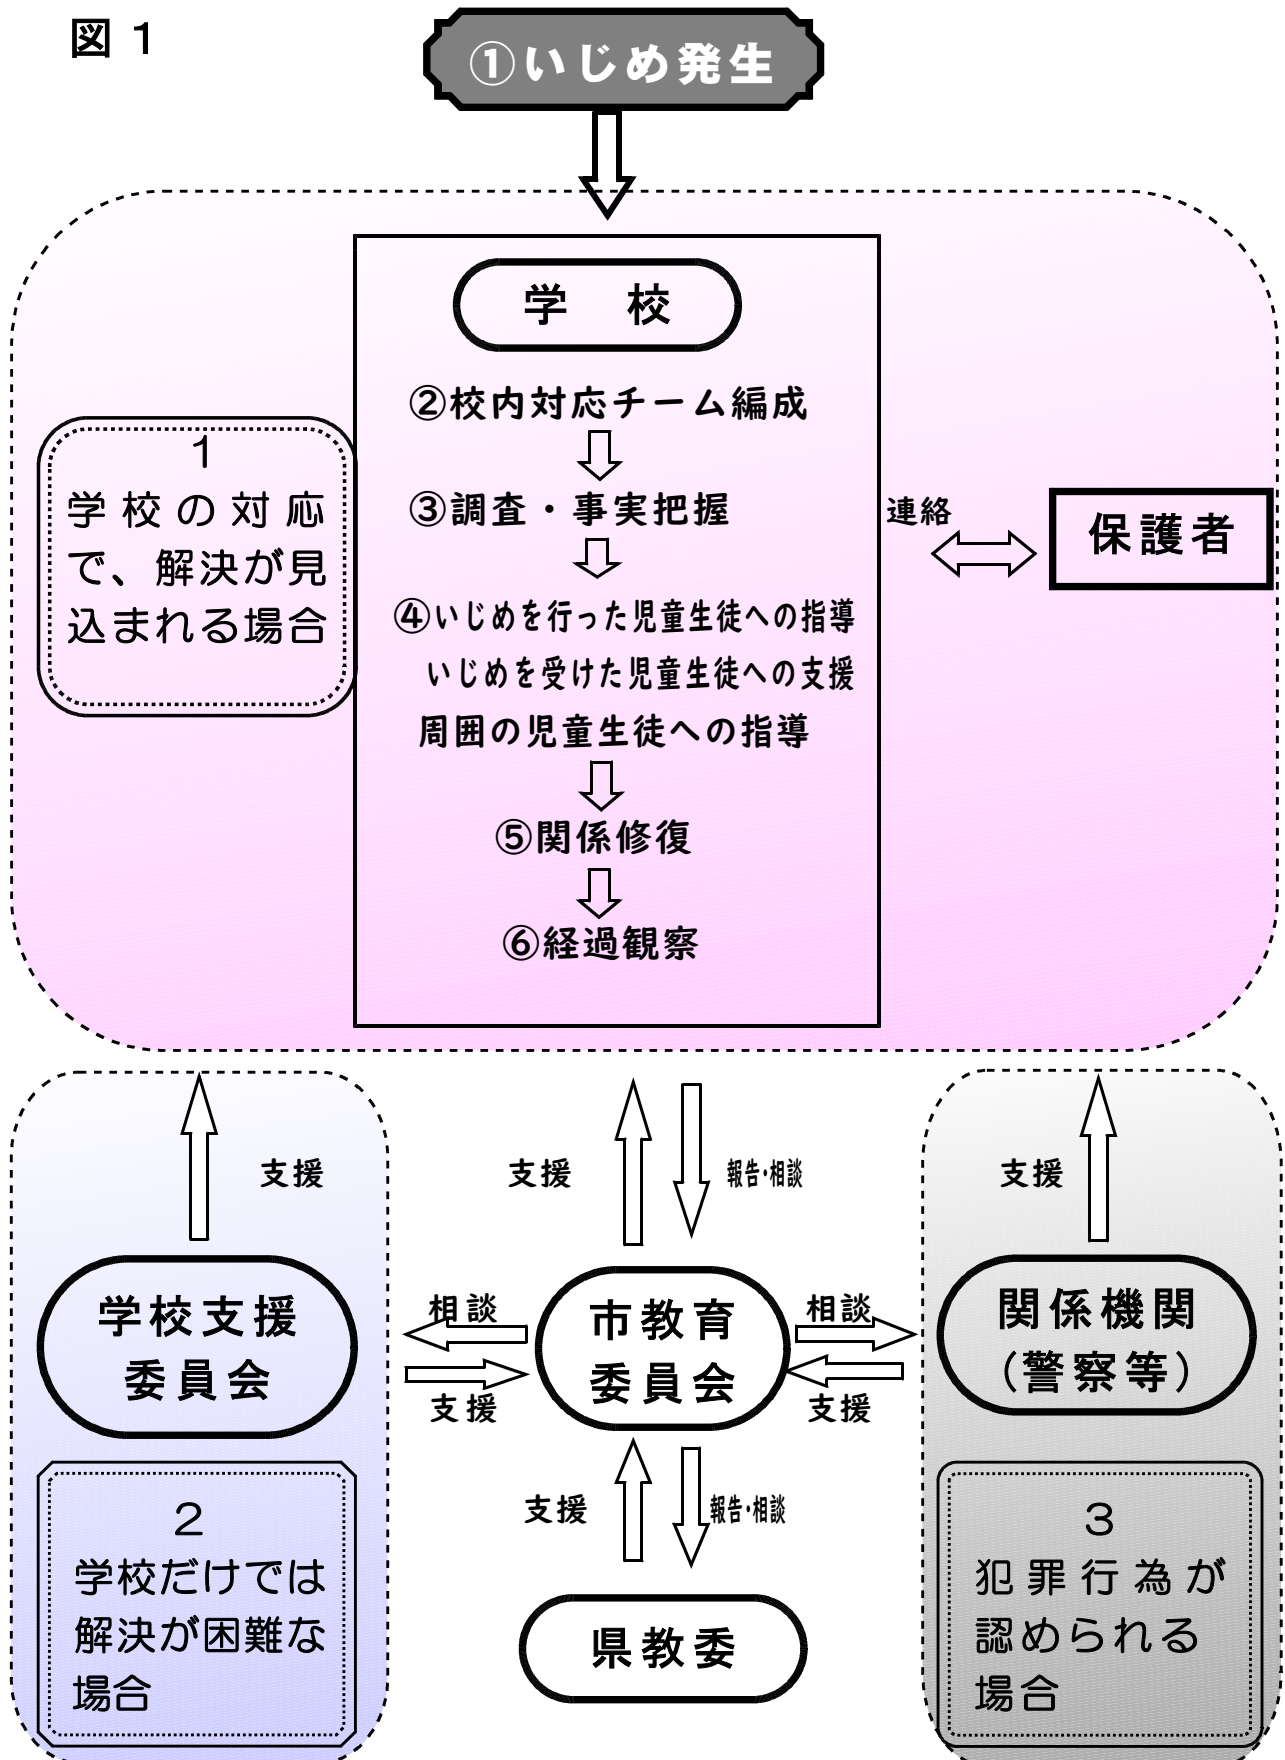 図 1
①いじめ発生
学 校
②校内対応チーム編成
③調査・事実把握
④いじめを行った児童生徒への指導
いじめを受けた児童生徒への支援
周囲の児童生徒への指導
⑤関係修復
⑥経過観察
1
学校の対応
で、解決が見
込まれる場合
連絡
保護者
支援
支援
報告・相談
支援
学校支援
委員会
相談
支援
市教育
委員会
相談
支援
関係機関
（警察等）
支援
報告・相談
県教委
2
学校だけでは
解決が困難な
場合
3
犯罪行為が
認められる
場合